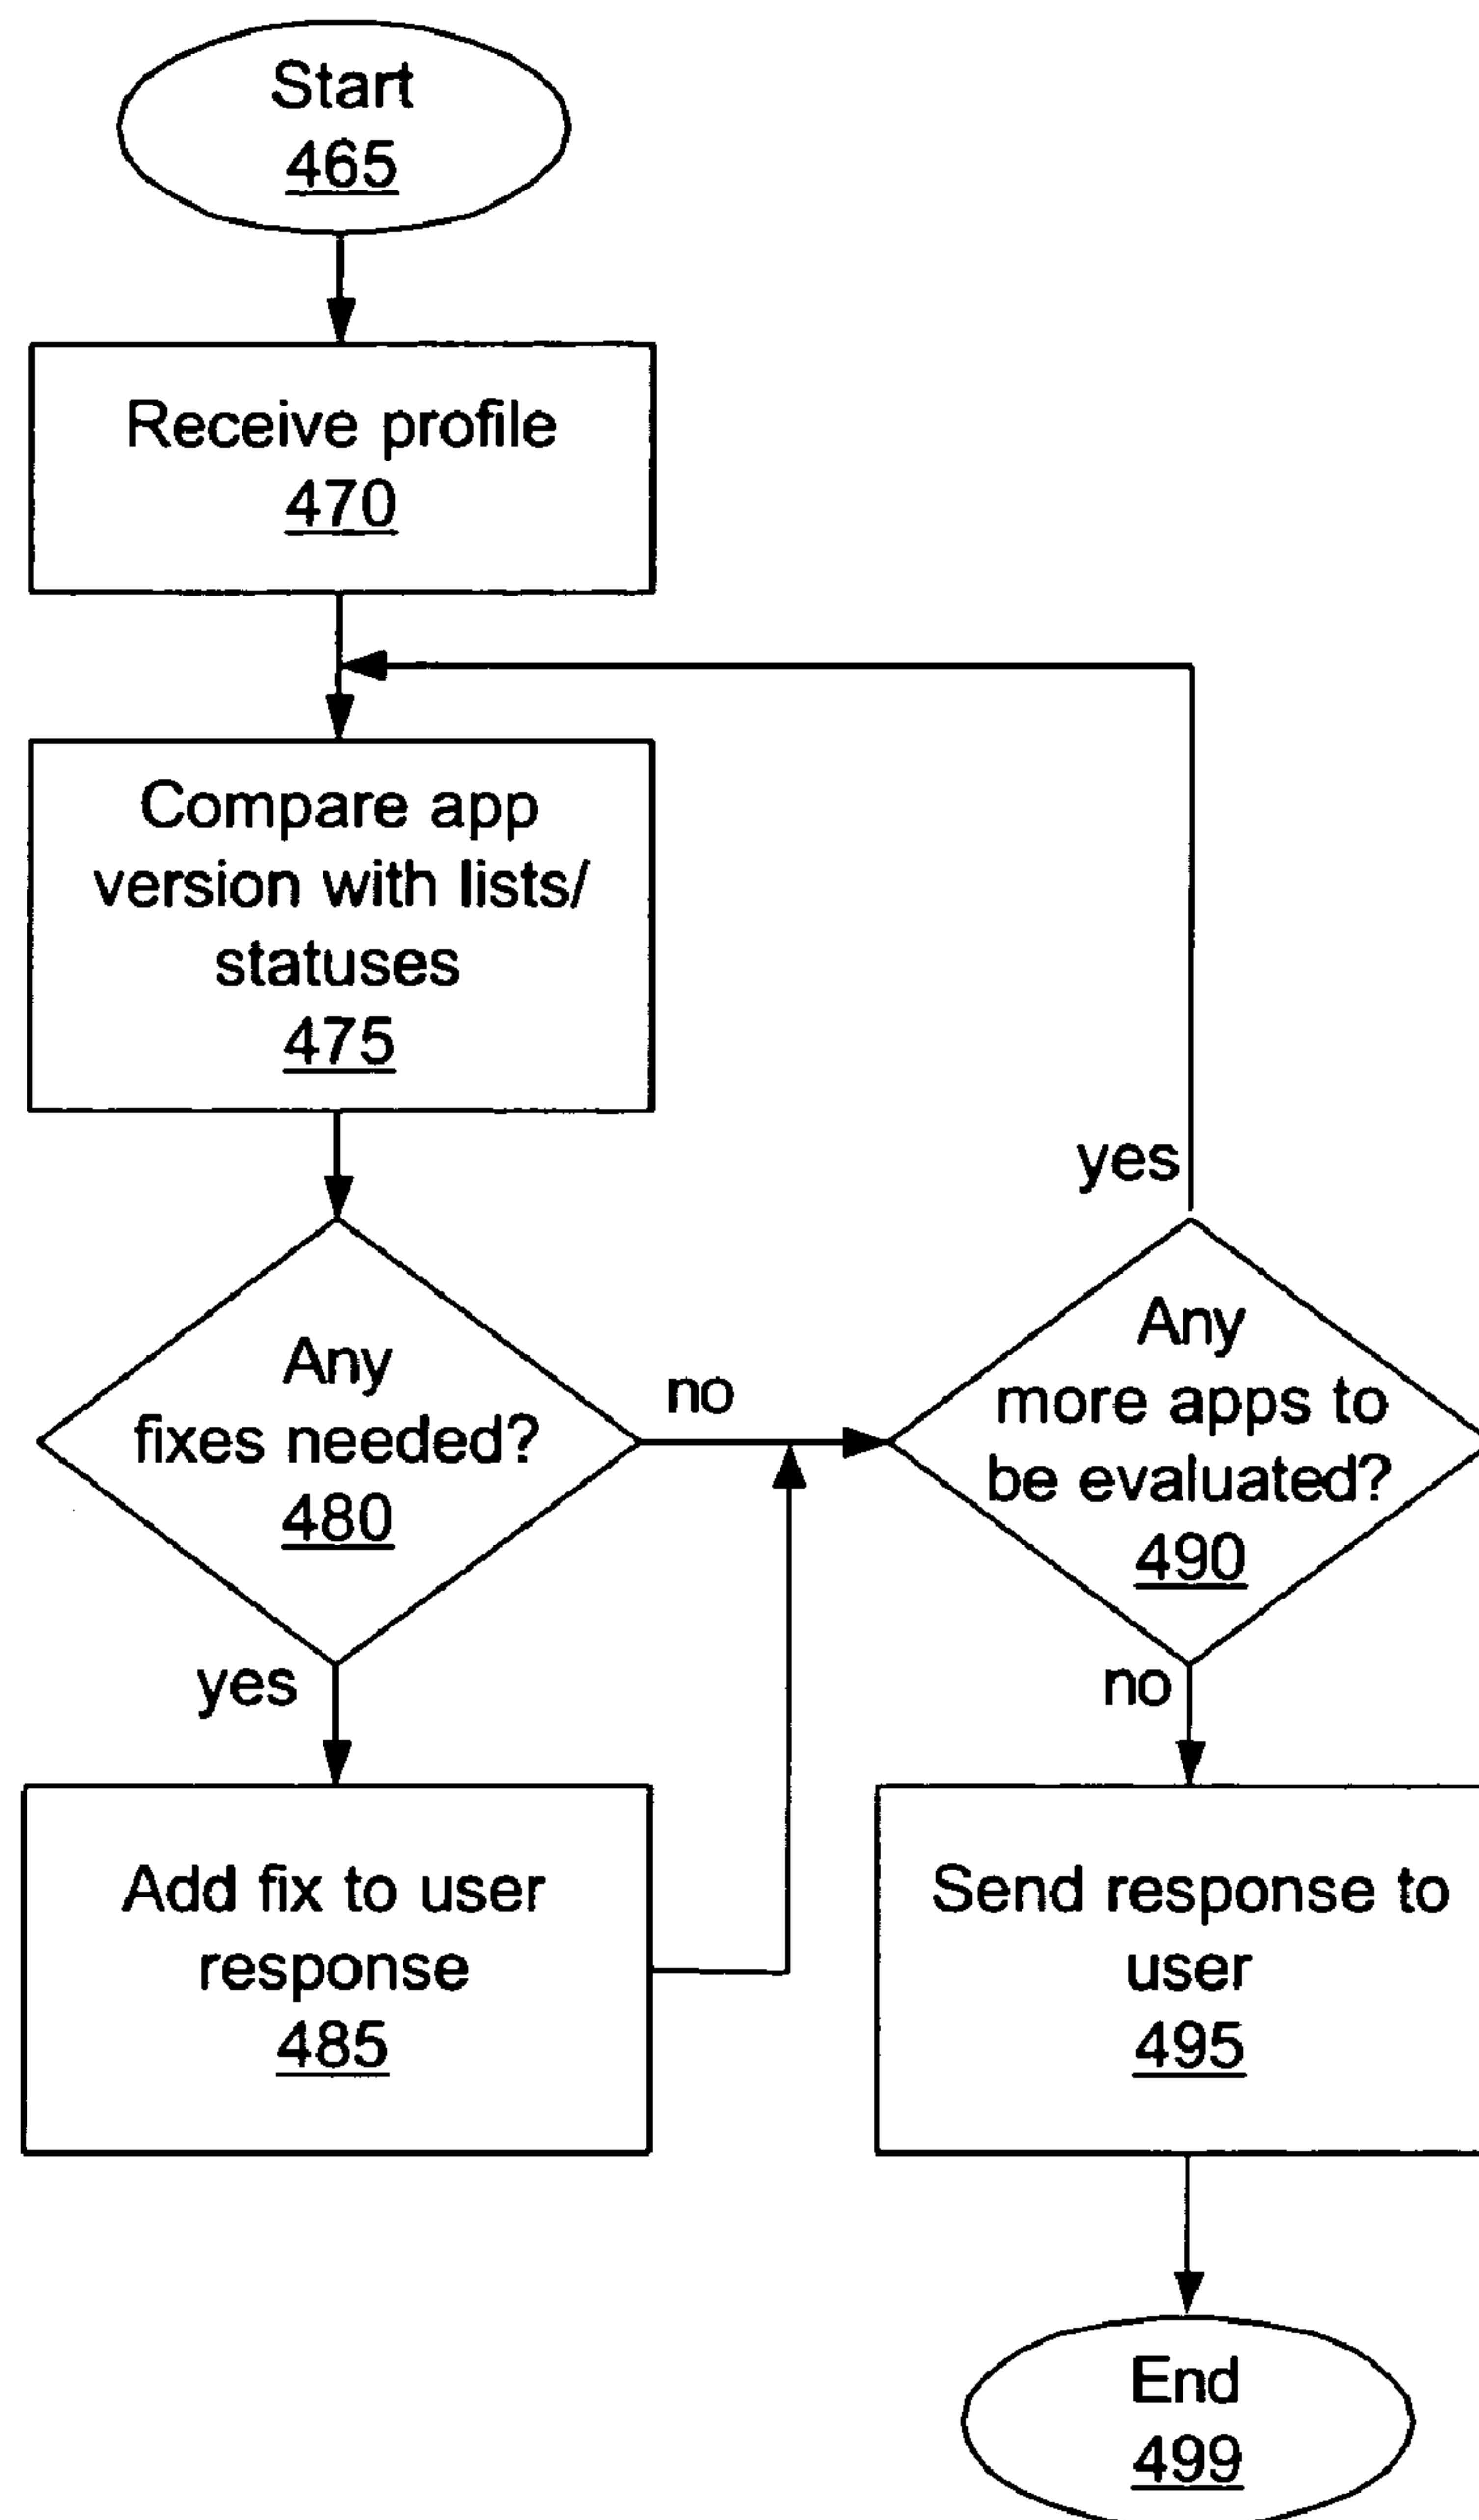 Start
465
Receive profile
470
Compare app
version with lists/
statuses
475
Any
fixes needed?
480
no
yes
Add fix to user
response
485
yes
Any
more apps to
be evaluated?
490
no
Send response to
user
495
End
499